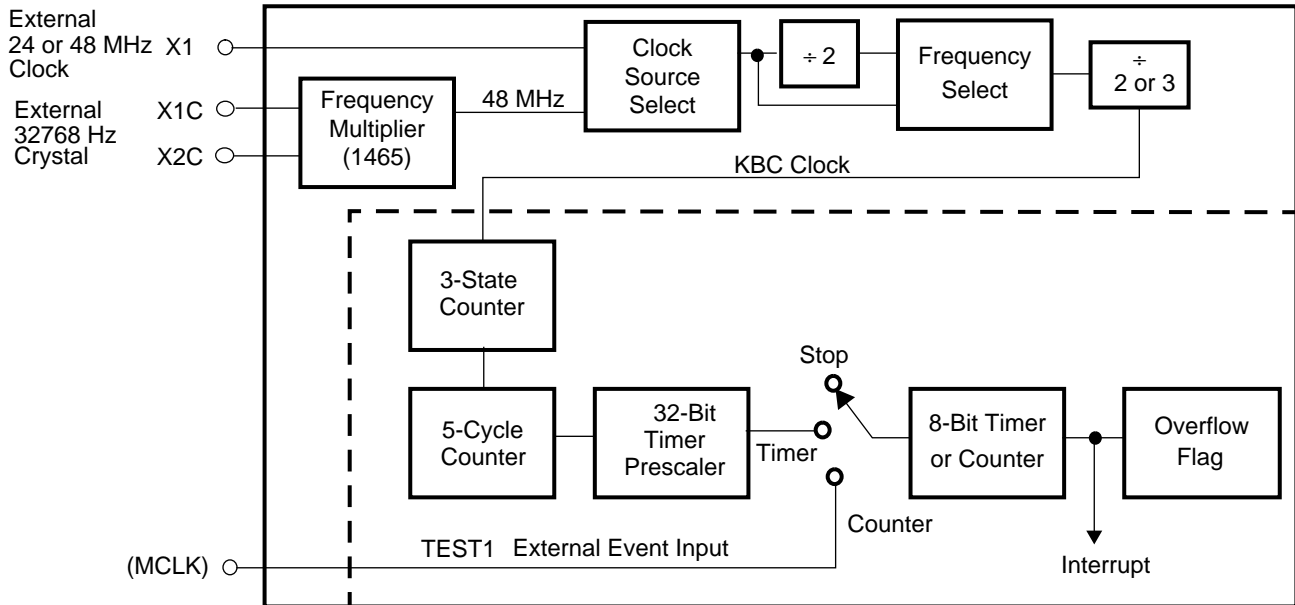 External
24 or 48 MHz X1
Clock
External X1C
32768 Hz
Crystal X2C
Frequency
Multiplier
(1465)
48 MHz
Clock
Source
Select
÷ 2
Frequency
Select
÷
2 or 3
KBC Clock
3-State
Counter
5-Cycle
Counter
32-Bit
Timer
Prescaler
Stop
Timer
Counter
8-Bit Timer
or Counter
Overflow
Flag
Interrupt
TEST1 External Event Input
(MCLK)